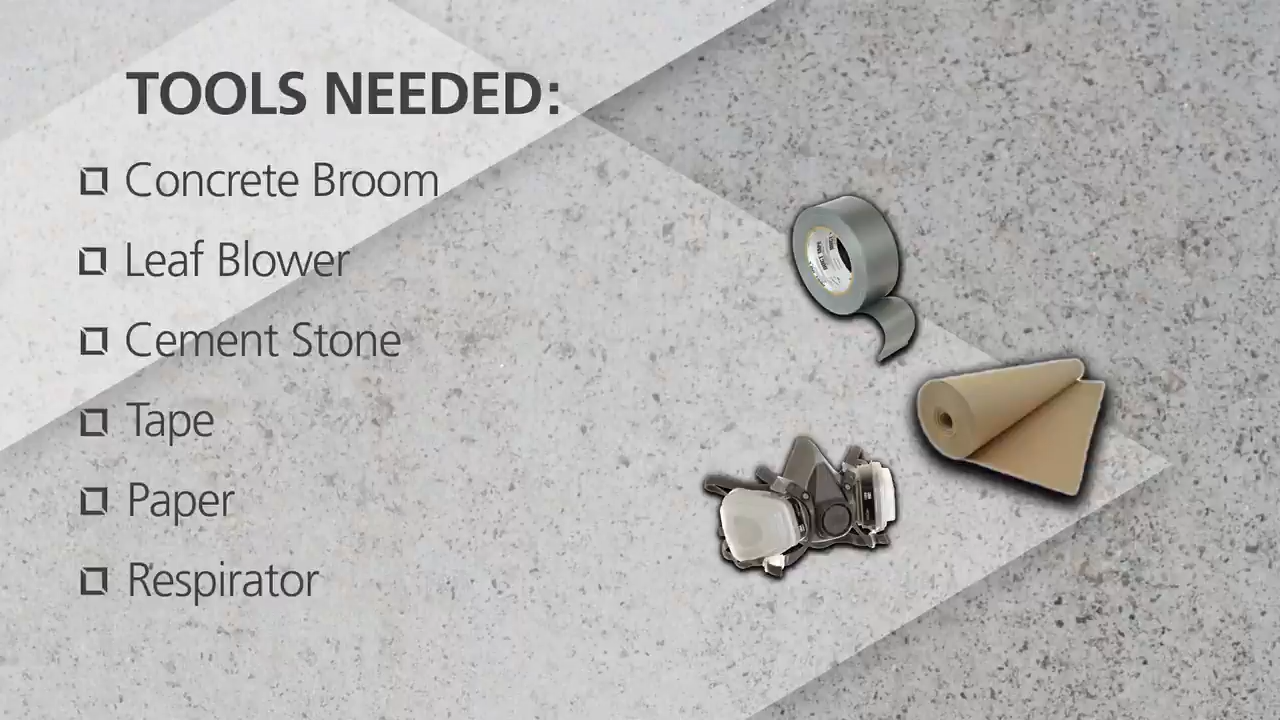 TOOLS NEEDED:
Concrete Broom
Leaf Blower
Cement Stone
Tape
Paper
Respirator